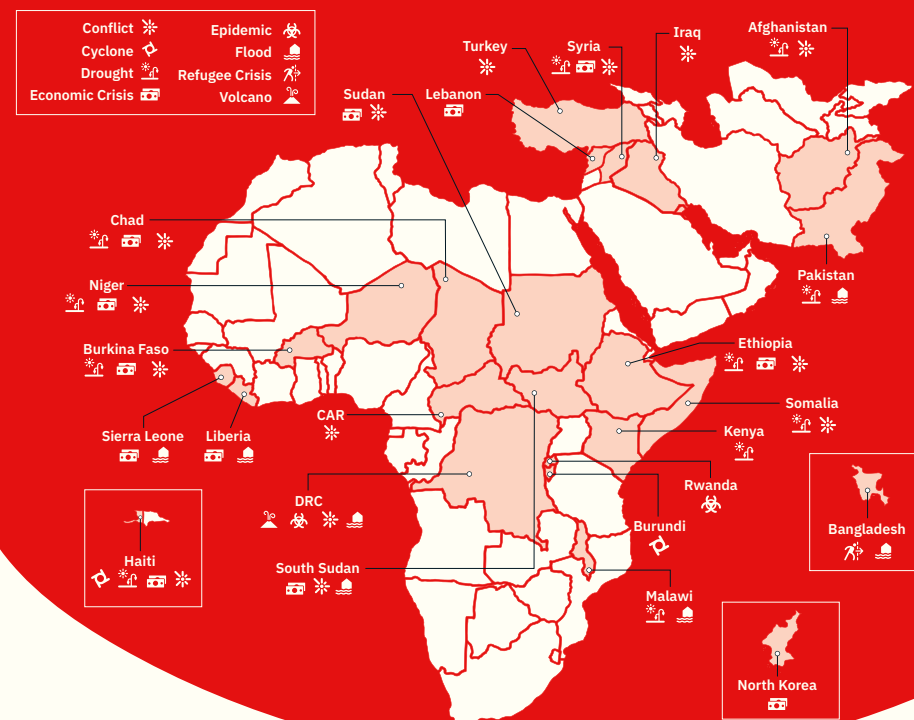 Conflict
Epidemic
Cyclone
Flood
Drought
Refugee Crisis
Economic Crisis
Volcano
Turkey
Syria
Iraq
Afghanistan
Sudan
Lebanon
Chad
Niger
Pakistan
Burkina Faso
Ethiopia
Somalia
CAR
Kenya
Sierra Leone
Liberia
Rwanda
DRC
Burundi
Bangladesh
Haiti
South Sudan
Malawi
North Korea